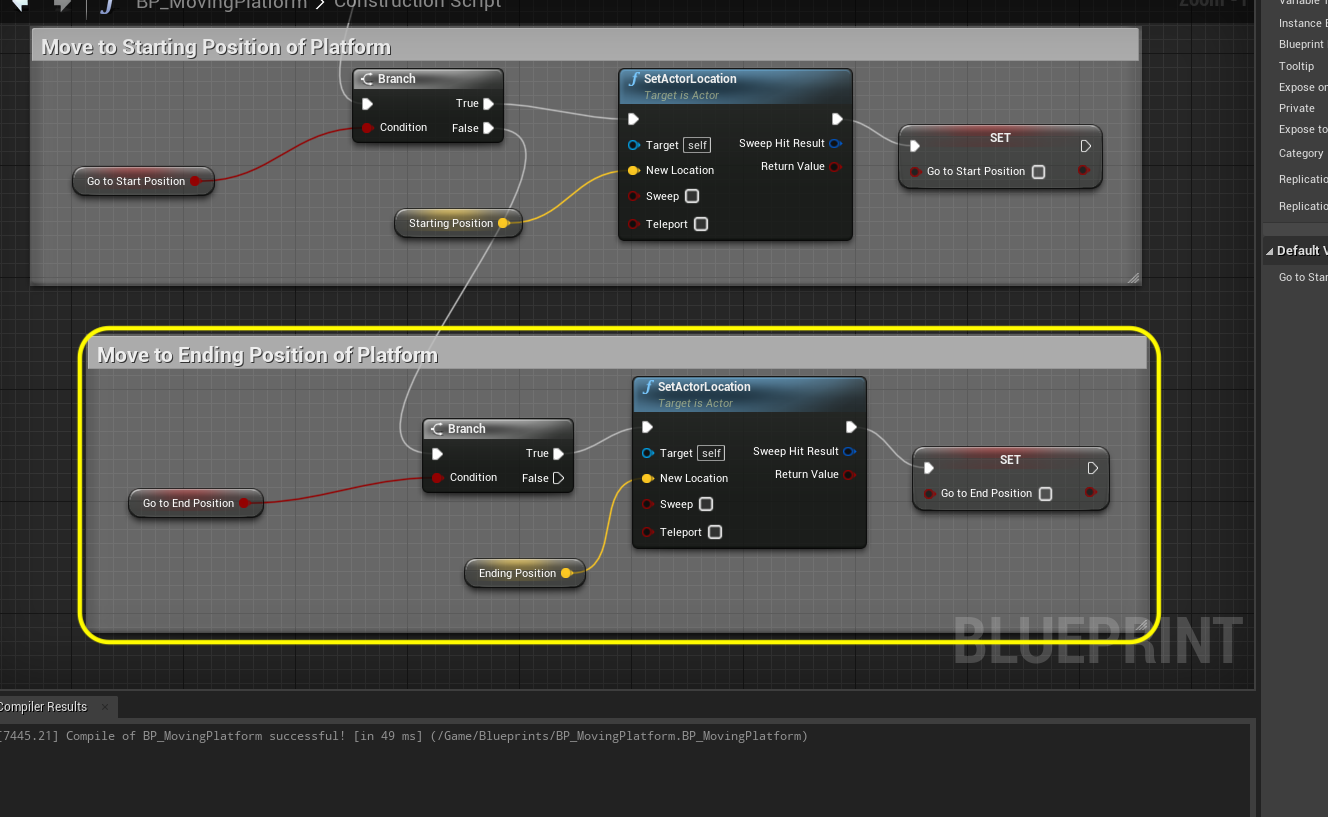 BP_MovingPlatform > Construction Script
Zoom -1
Move to Starting Position of Platform
Branch
True
Condition
False
Go to Start Position
Starting Position
f SetActorLocation
Target is Actor
Target self
Sweep Hit Result
New Location
Return Value
Sweep
Teleport
SET
Go to Start Position
Move to Ending Position of Platform
Branch
True
Condition
False
Go to End Position
Ending Position
f SetActorLocation
Target is Actor
Target self
Sweep Hit Result
New Location
Return Value
Sweep
Teleport
SET
Go to End Position
BLUEPRINT
Compiler Results
[7445.21] Compile of BP_MovingPlatform successful! [in 49 ms] (/Game/Blueprints/BP_MovingPlatform.BP_MovingPlatform)
Variable
Instance E
Blueprint
Tooltip
Expose on
Private
Expose to
Category
Replicatio
Replicatio
Default V
Go to Star